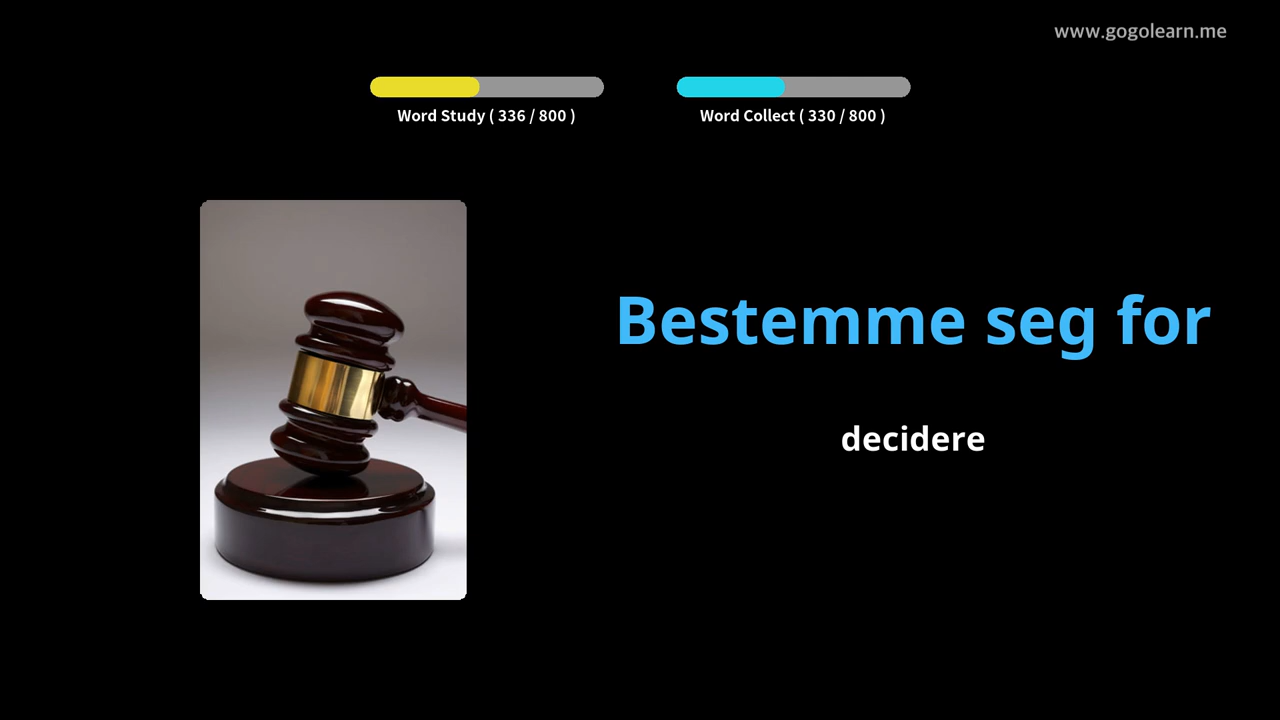 www.gogolearn.me
Word Study ( 336 / 800 )
Word Collect ( 330 / 800 )
Bestemme seg for
decidere